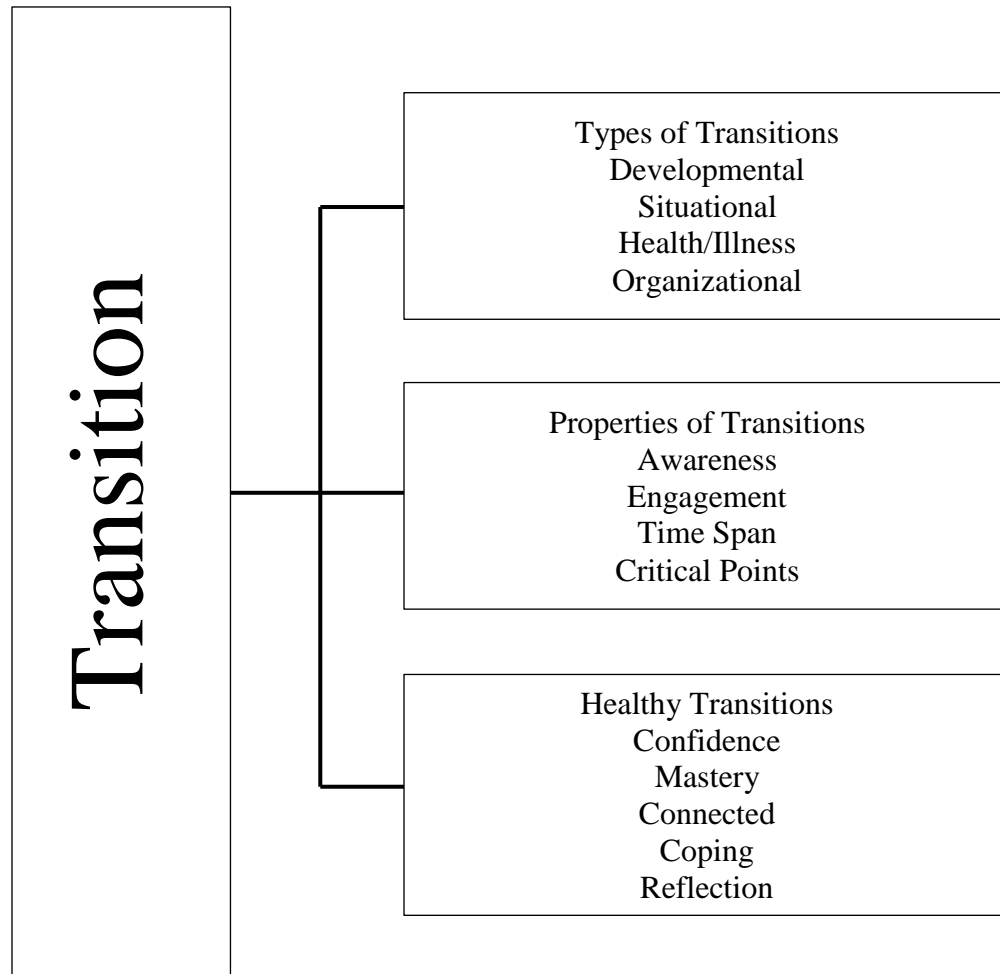 Transition
Types of Transitions
Developmental
Situational
Health/Illness
Organizational
Properties of Transitions
Awareness
Engagement
Time Span
Critical Points
Healthy Transitions
Confidence
Mastery
Connected
Coping
Reflection